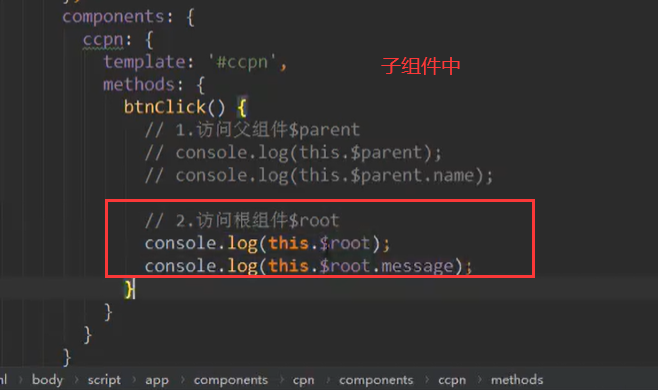 components: {
ccpn: {
template: '#ccpn',
子组件中
methods: {
btnClick() {
// 1.访问父组件$parent
// console.log(this.$parent);
// console.log(this.$parent.name);
// 2.访问根组件$root
console.log(this.$root);
console.log(this.$root.message);
}
}
}
}
body › script › app › components › cpn › components › ccpn › methods